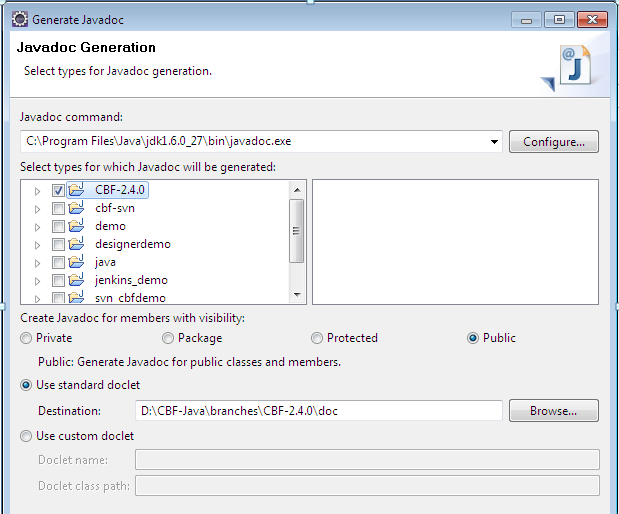 Generate Javadoc
Javadoc Generation
Select types for Javadoc generation.
@
J
Javadoc command:
C:\Program Files\Java\jdk1.6.0_27\bin\javadoc.exe
Configure...
Select types for which Javadoc will be generated:
CBF-2.4.0
cbf-svn
demo
designerdemo
java
jenkins_demo
svn_cbfdemo
Create Javadoc for members with visibility:
Private Package Protected Public
Public: Generate Javadoc for public classes and members.
Use standard doclet
Destination: D:\CBF-Java\branches\CBF-2.4.0\doc Browse...
Use custom doclet
Doclet name:
Doclet class path: